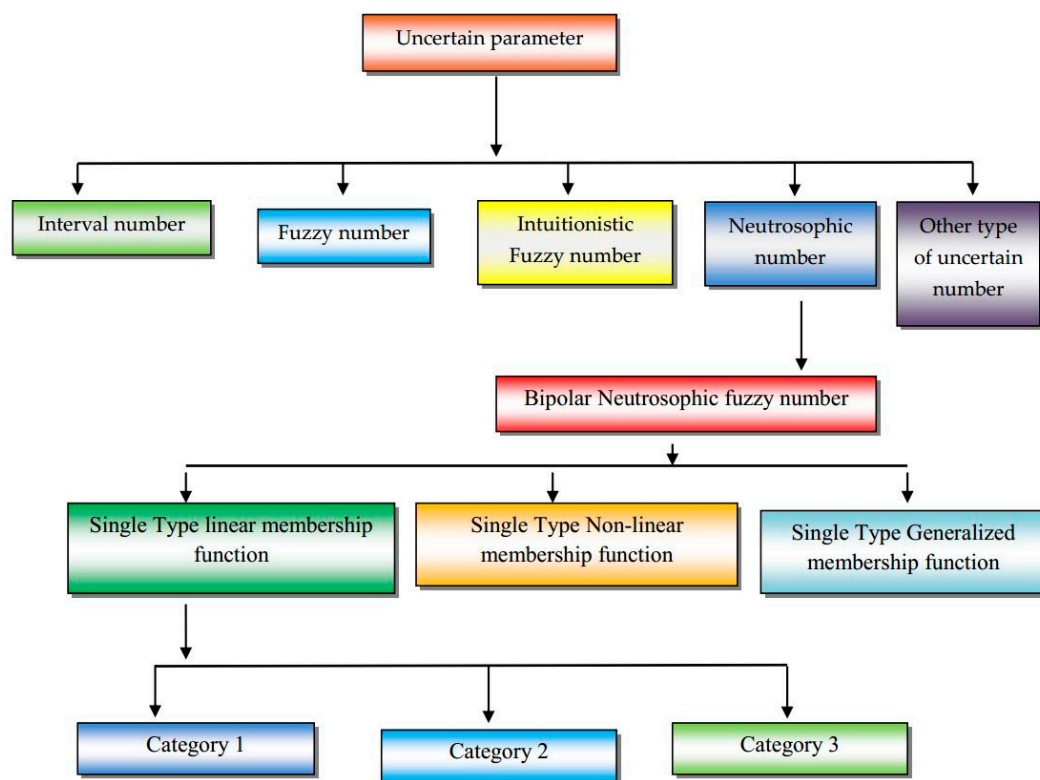 Uncertain parameter
Interval number
Fuzzy number
Intuitionistic
Fuzzy number
Neutrosophic
number
Other type
of uncertain
number
Bipolar Neutrosophic fuzzy number
Single Type linear membership
function
Single Type Non-linear
membership function
Single Type Generalized
membership function
Category 1
Category 2
Category 3